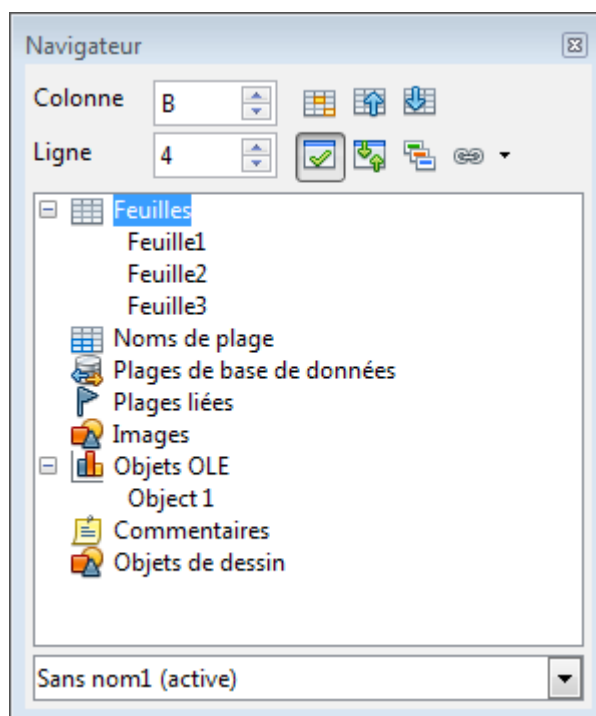 Navigateur
Colonne B
Ligne 4
Feuilles
Feuille1
Feuille2
Feuille3
Noms de plage
Plages de base de données
Plages liées
Images
Objets OLE
Object 1
Commentaires
Objets de dessin
Sans nom1 (active)